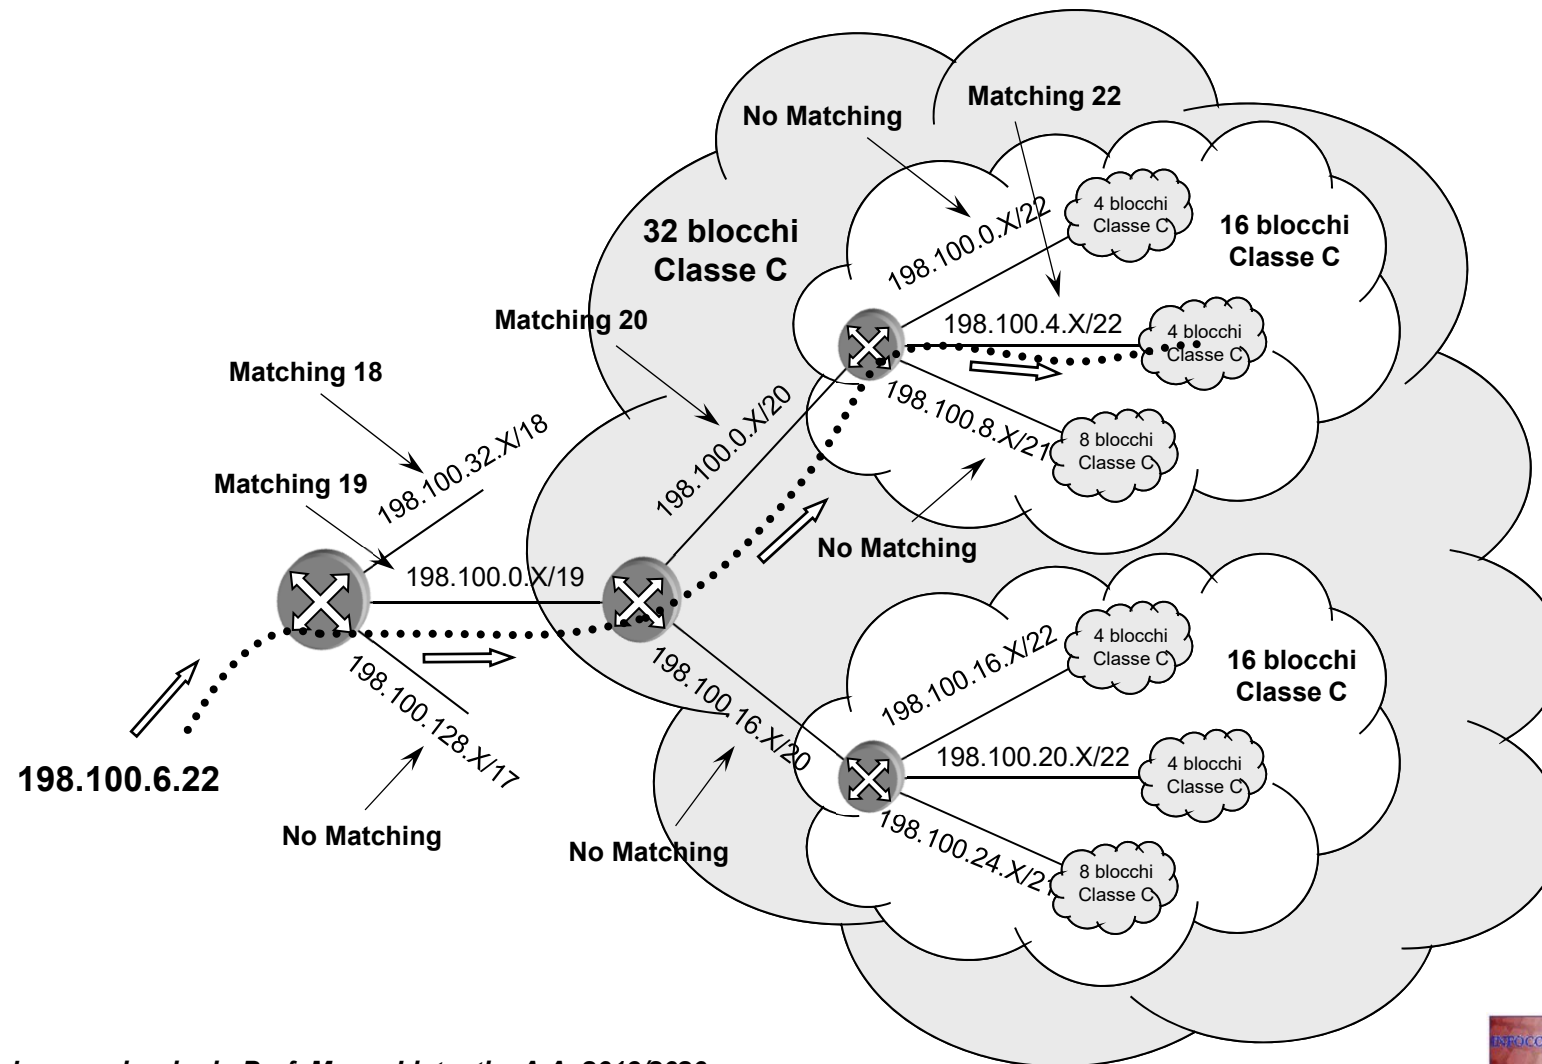 No Matching
Matching 22
32 blocchi
Classe C
198.100.0.X/22
4 blocchi
Classe C
16 blocchi
Classe C
Matching 20
198.100.4.X/22
4 blocchi
Classe C
Matching 18
198.100.0.X/20
198.100.8.X/21
8 blocchi
Classe C
198.100.32.X/18
Matching 19
No Matching
198.100.0.X/19
198.100.16.X/22
4 blocchi
Classe C
16 blocchi
Classe C
198.100.128.X/17
198.100.16.X/20
198.100.20.X/22
4 blocchi
Classe C
198.100.6.22
No Matching
No Matching
198.100.24.X/21
8 blocchi
Classe C